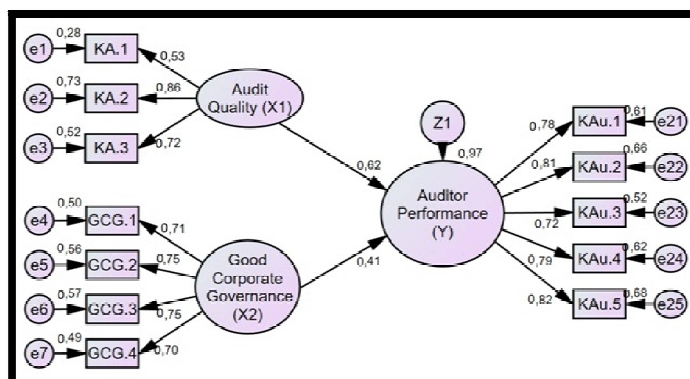 e1 0,28 KA.1 0,53
e2 0,73 KA.2 0,86
e3 0,52 KA.3 0,72
Audit
Quality (X1)
0,62
e4 0,50 GCG.1 0,71
e5 0,56 GCG.2 0,75
e6 0,57 GCG.3 0,75
e7 0,49 GCG.4 0,70
Good
Corporate
Governance
(X2)
0,41
Z1
0,97
Auditor
Performance
(Y)
0,78 KAu.1 0,61 e21
0,81 KAu.2 0,66 e22
0,72 KAu.3 0,52 e23
0,79 KAu.4 0,62 e24
0,82 KAu.5 0,68 e25